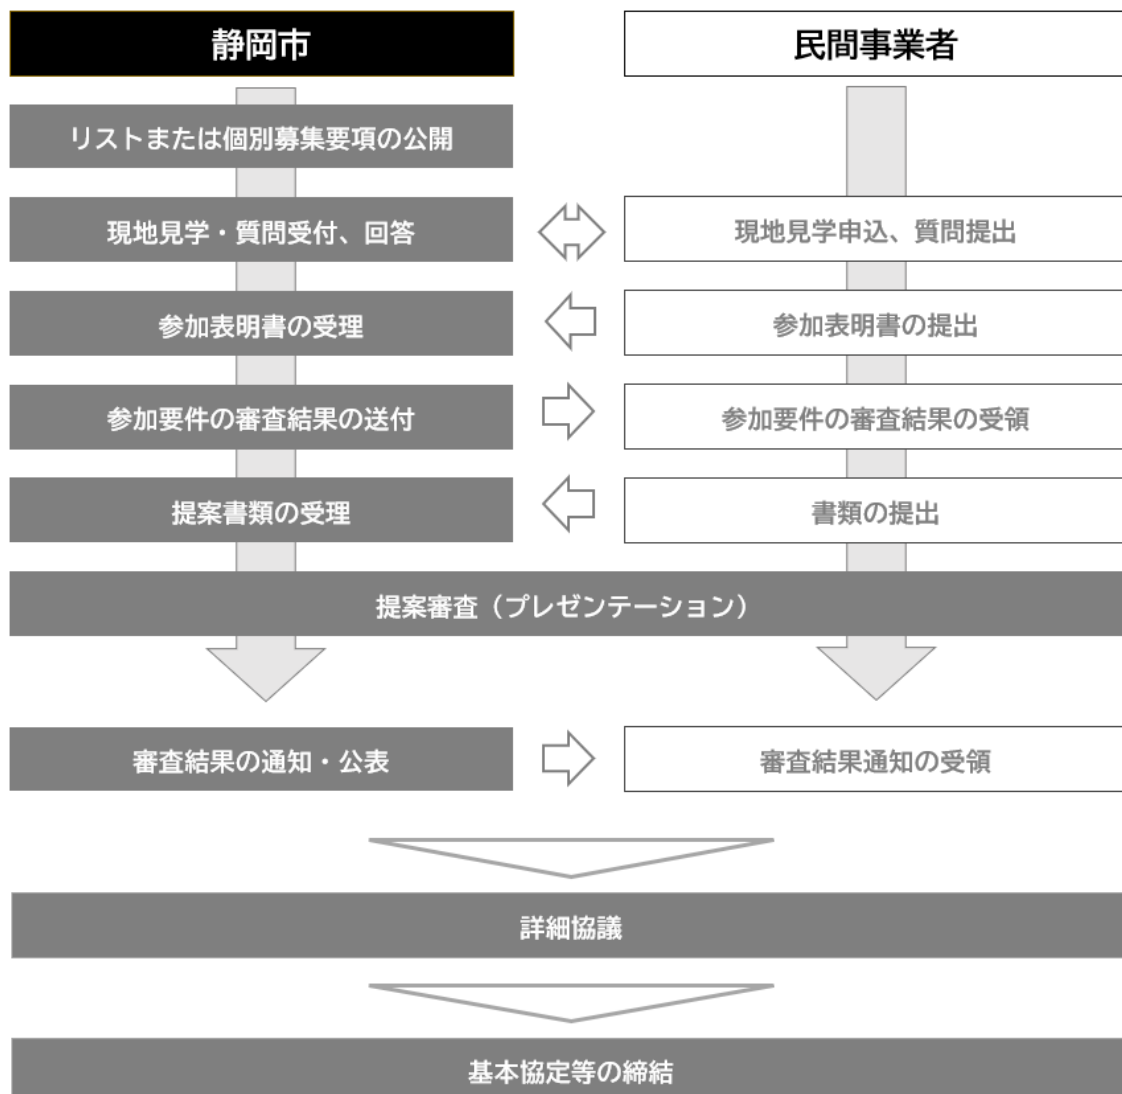 静岡市
民間事業者
リストまたは個別募集要項の公開
現地見学・質問受付、回答
現地見学申込、質問提出
参加表明書の受理
参加表明書の提出
参加要件の審査結果の送付
参加要件の審査結果の受領
提案書類の受理
書類の提出
提案審査（プレゼンテーション）
審査結果の通知・公表
審査結果通知の受領
詳細協議
基本協定等の締結